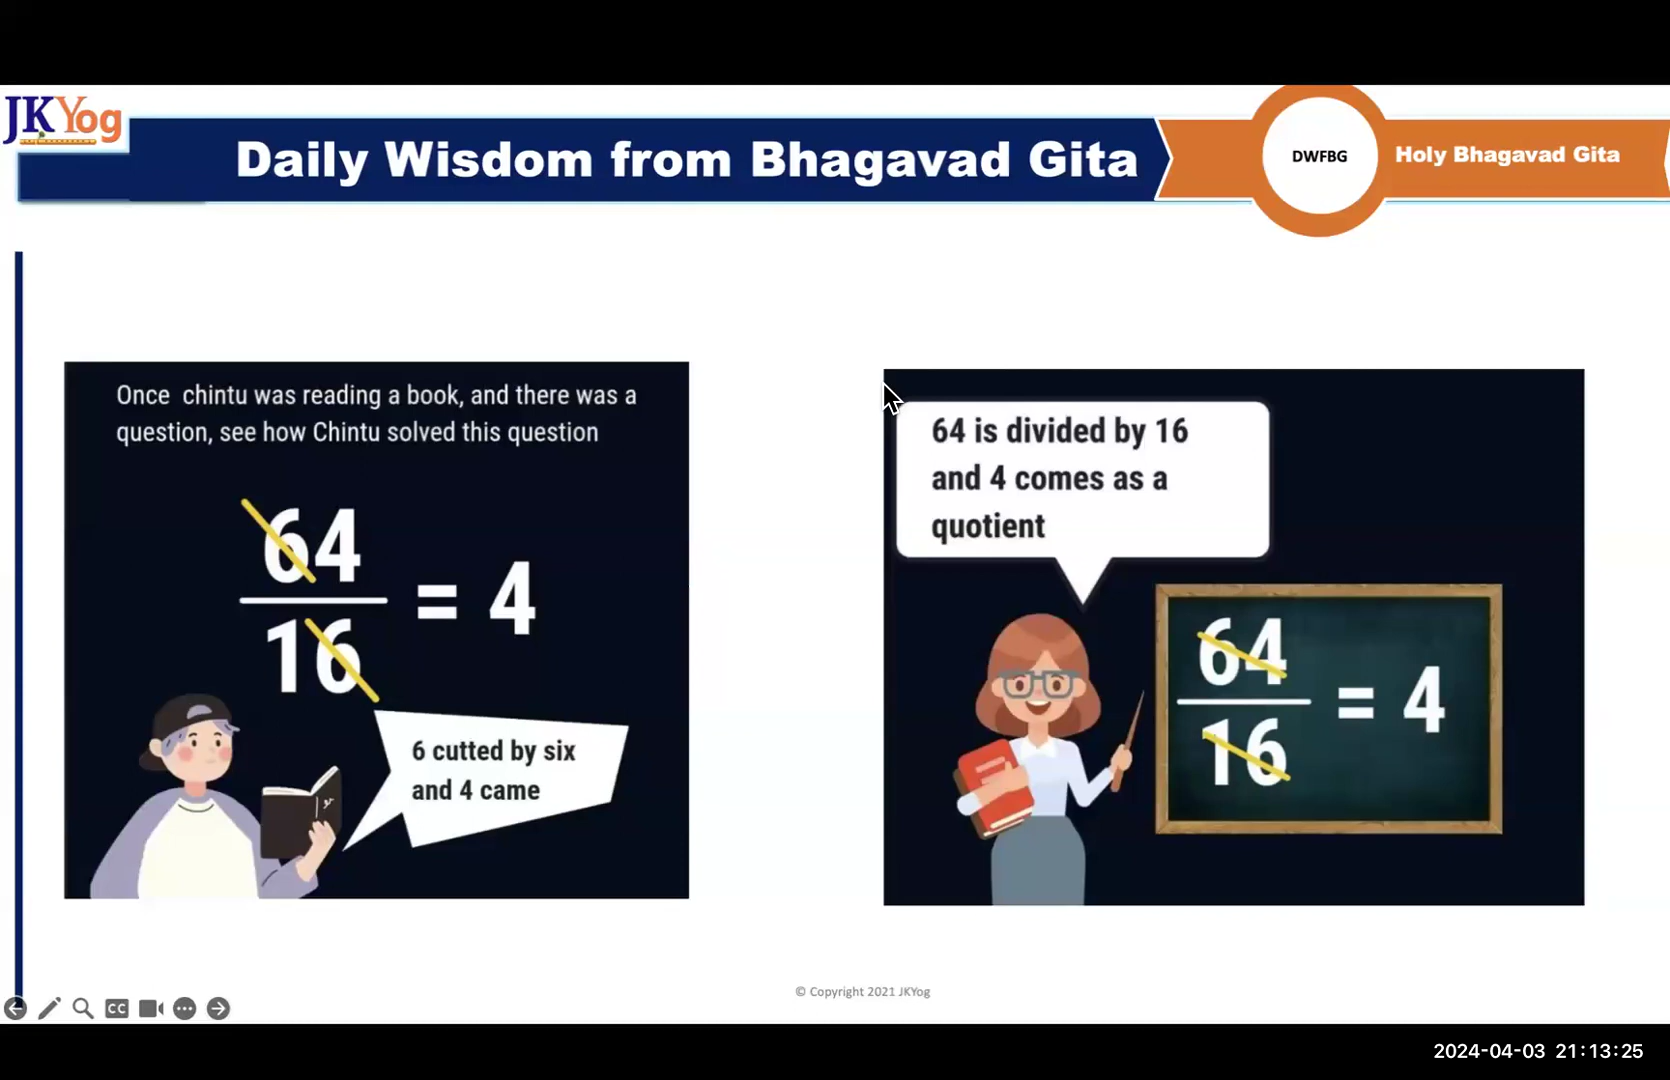 JKYog
Daily Wisdom from Bhagavad Gita
DWFBG
Holy Bhagavad Gita
Once chintu was reading a book, and there was a
question, see how Chintu solved this question
64
16
= 4
6 cutted by six
and 4 came
64 is divided by 16
and 4 comes as a
quotient
64
16
= 4
© Copyright 2021 JKYog
CC
2024-04-03 21:13:25